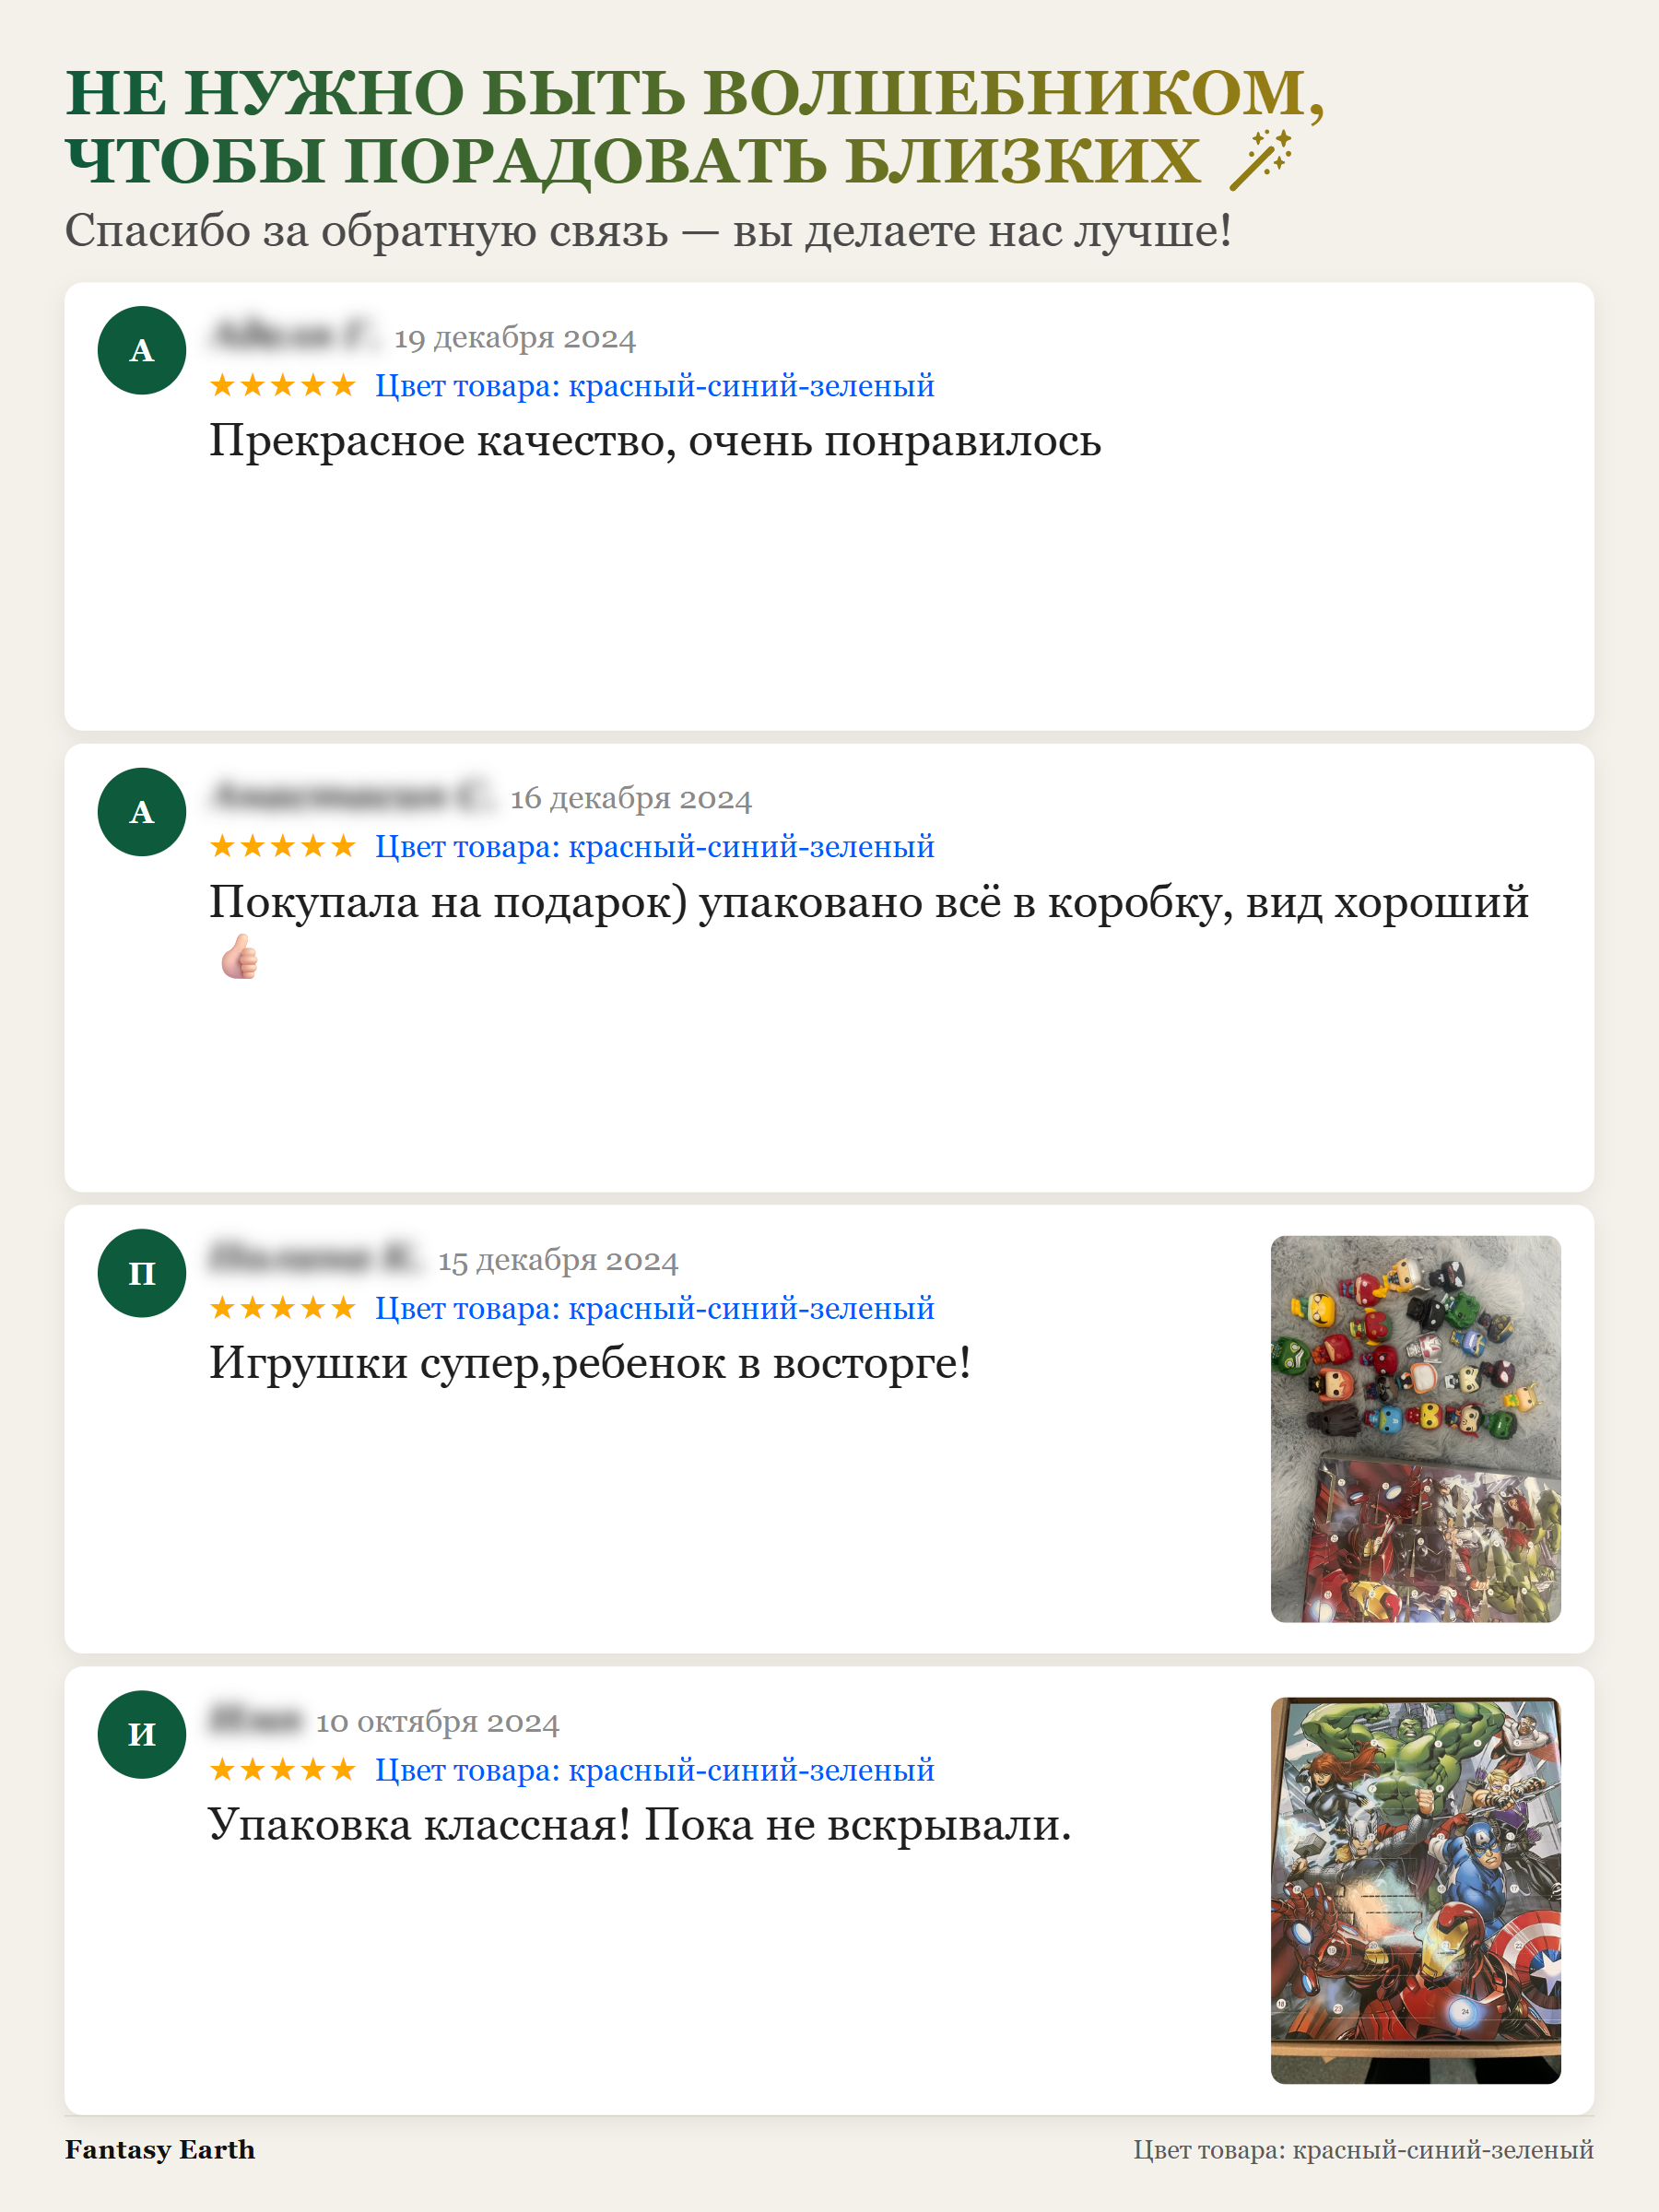 НЕ НУЖНО БЫТЬ ВОЛШЕБНИКОМ,
ЧТОБЫ ПОРАДОВАТЬ БЛИЗКИХ
Спасибо за обратную связь — вы делаете нас лучше!
А
19 декабря 2024
★★★★★ Цвет товара: красный-синий-зеленый
Прекрасное качество, очень понравилось
А
16 декабря 2024
★★★★★ Цвет товара: красный-синий-зеленый
Покупала на подарок) упаковано всё в коробку, вид хороший
👍🏻
П
15 декабря 2024
★★★★★ Цвет товара: красный-синий-зеленый
Игрушки супер,ребенок в восторге!
И
10 октября 2024
★★★★★ Цвет товара: красный-синий-зеленый
Упаковка классная! Пока не вскрывали.
Fantasy Earth
Цвет товара: красный-синий-зеленый